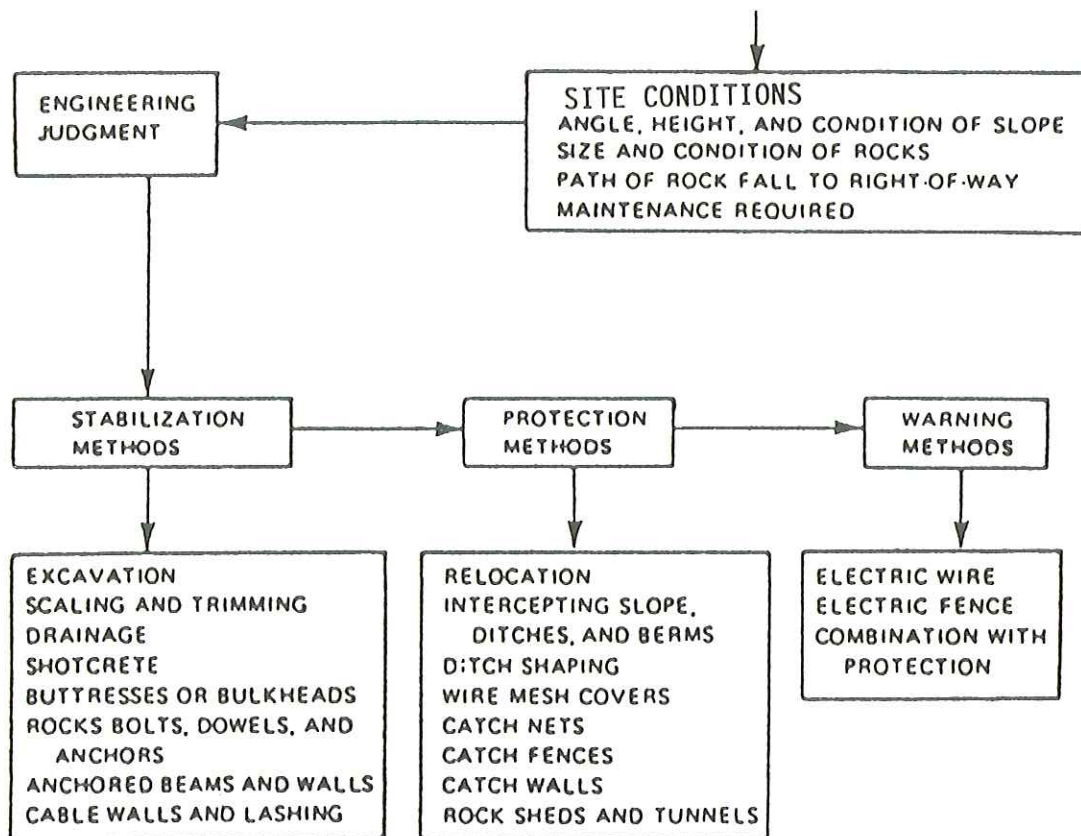 SITE CONDITIONS
ANGLE, HEIGHT, AND CONDITION OF SLOPE
SIZE AND CONDITION OF ROCKS
PATH OF ROCK FALL TO RIGHT-OF-WAY
MAINTENANCE REQUIRED
ENGINEERING
JUDGMENT
STABILIZATION
METHODS
PROTECTION
METHODS
WARNING
METHODS
EXCAVATION
SCALING AND TRIMMING
DRAINAGE
SHOTCRETE
BUTTRESSES OR BULKHEADS
ROCKS BOLTS, DOWELS, AND
ANCHORS
ANCHORED BEAMS AND WALLS
CABLE WALLS AND LASHING
RELOCATION
INTERCEPTING SLOPE,
DITCHES, AND BERMS
DITCH SHAPING
WIRE MESH COVERS
CATCH NETS
CATCH FENCES
CATCH WALLS
ROCK SHEDS AND TUNNELS
ELECTRIC WIRE
ELECTRIC FENCE
COMBINATION WITH
PROTECTION